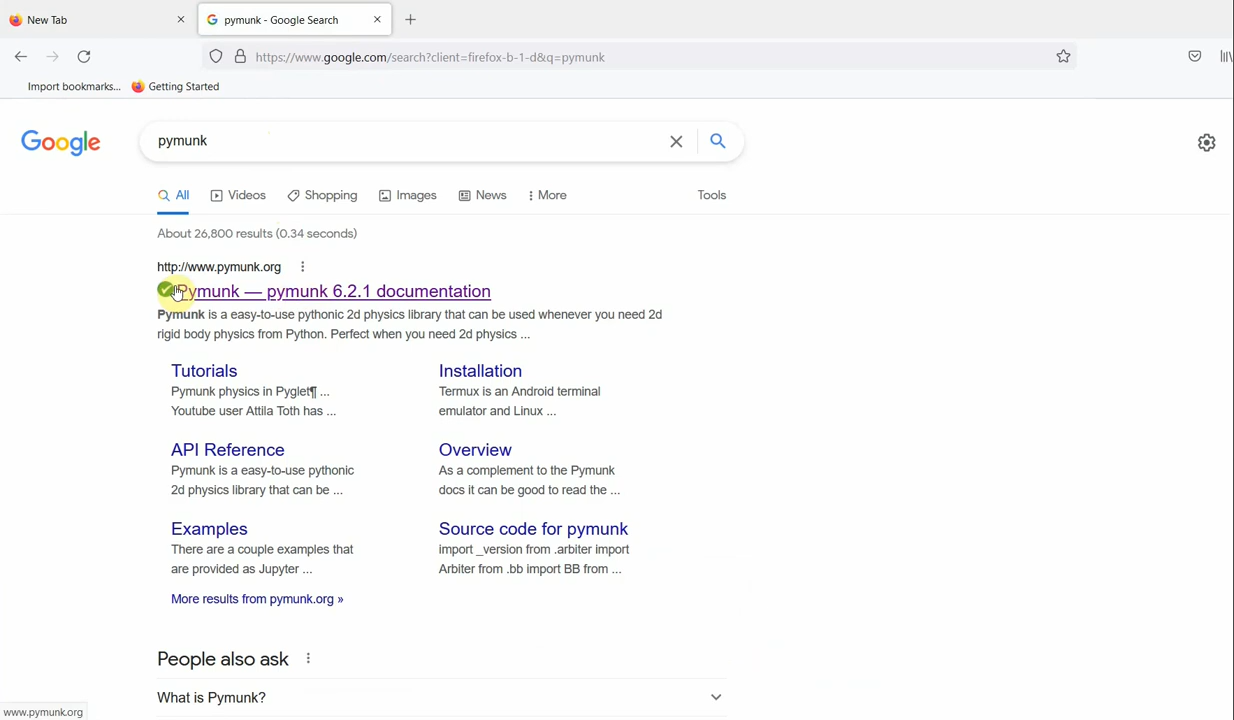 New Tab
pymunk - Google Search
https://www.google.com/search?client=firefox-b-1-d&q=pymunk
Import bookmarks...
Getting Started
Google
pymunk
All
Videos
Shopping
Images
News
More
Tools
About 26,800 results (0.34 seconds)
http://www.pymunk.org
Pymunk — pymunk 6.2.1 documentation
Pymunk is a easy-to-use pythonic 2d physics library that can be used whenever you need 2d
rigid body physics from Python. Perfect when you need 2d physics ...
Tutorials
Pymunk physics in Pyglet¶ ...
Youtube user Attila Toth has ...
Installation
Termux is an Android terminal
emulator and Linux ...
API Reference
Pymunk is a easy-to-use pythonic
2d physics library that can be ...
Overview
As a complement to the Pymunk
docs it can be good to read the ...
Examples
There are a couple examples that
are provided as Jupyter ...
Source code for pymunk
import _version from .arbiter import
Arbiter from .bb import BB from ...
More results from pymunk.org »
People also ask
What is Pymunk?
www.pymunk.org